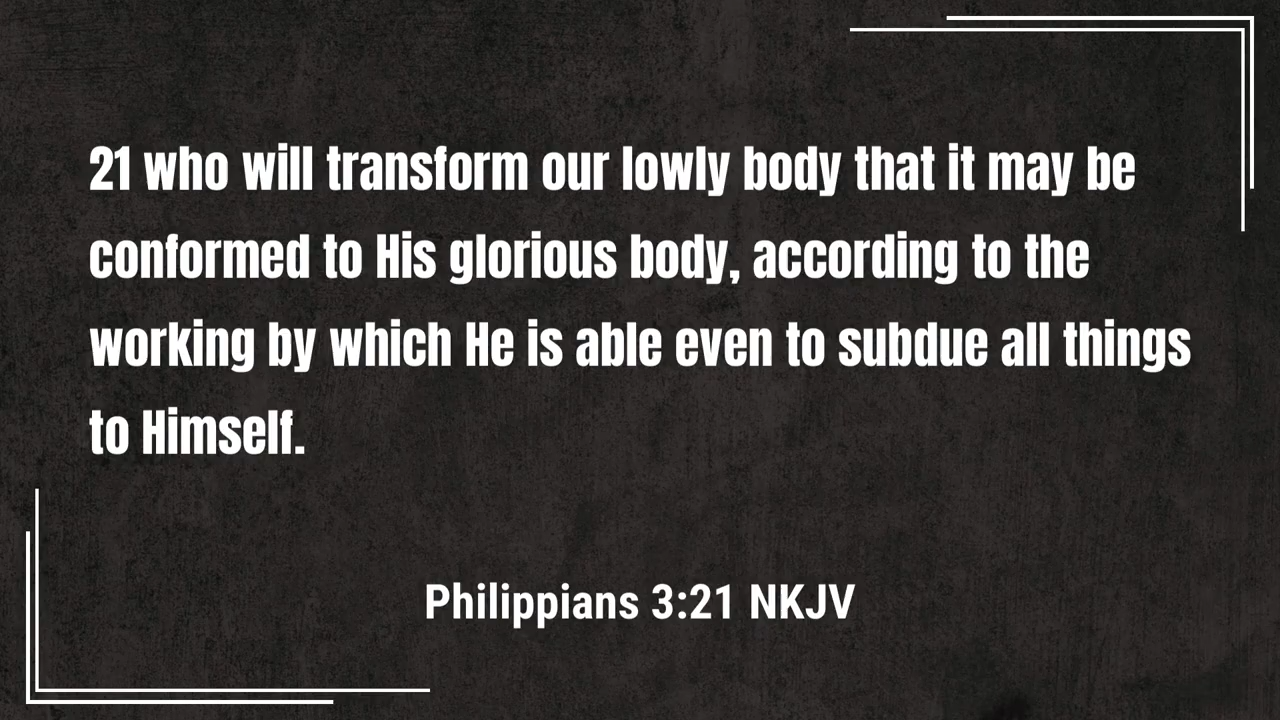 21 who will transform our lowly body that it may be
conformed to His glorious body, according to the
working by which He is able even to subdue all things
to Himself.
Philippians 3:21 NKJV